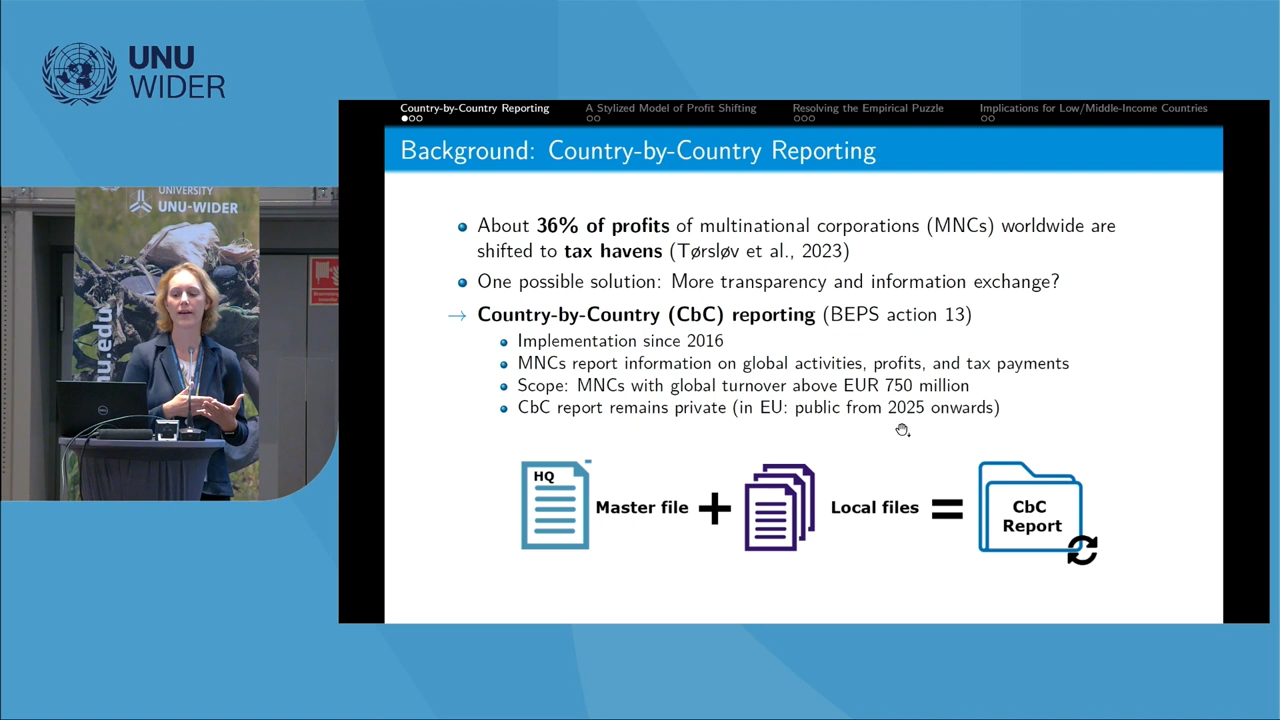 UNU
WIDER
UNIVERSITY
UNU-WIDER
nu.edu
DELL
Country-by-Country Reporting
A Stylized Model of Profit Shifting
Resolving the Empirical Puzzle
Implications for Low/Middle-Income Countries
Background: Country-by-Country Reporting
About 36% of profits of multinational corporations (MNCs) worldwide are
shifted to tax havens (Tørsløv et al., 2023)
One possible solution: More transparency and information exchange?
→ Country-by-Country (CbC) reporting (BEPS action 13)
Implementation since 2016
MNCs report information on global activities, profits, and tax payments
Scope: MNCs with global turnover above EUR 750 million
CbC report remains private (in EU: public from 2025 onwards)
HQ
Master file + Local files =
CbC
Report